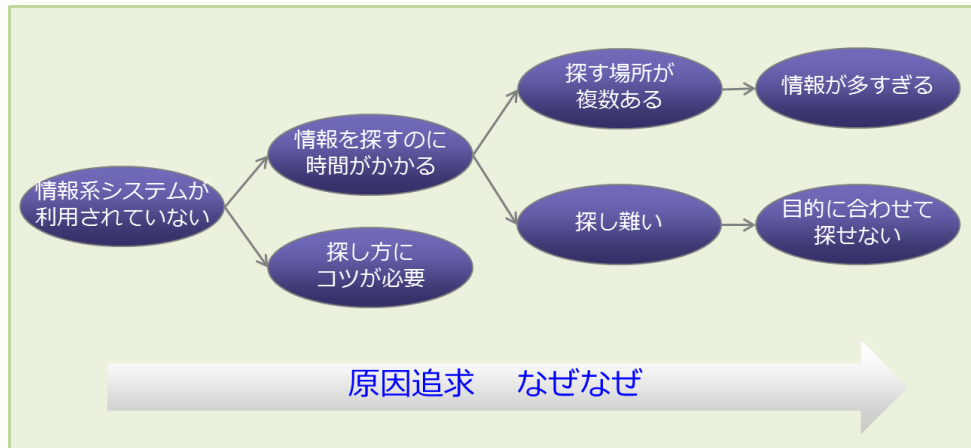 情報系システムが
利用されていない
情報を探すのに
時間がかかる
探し方に
コツが必要
探す場所が
複数ある
探し難い
情報が多すぎる
目的に合わせて
探せない
原因追求　なぜなぜ